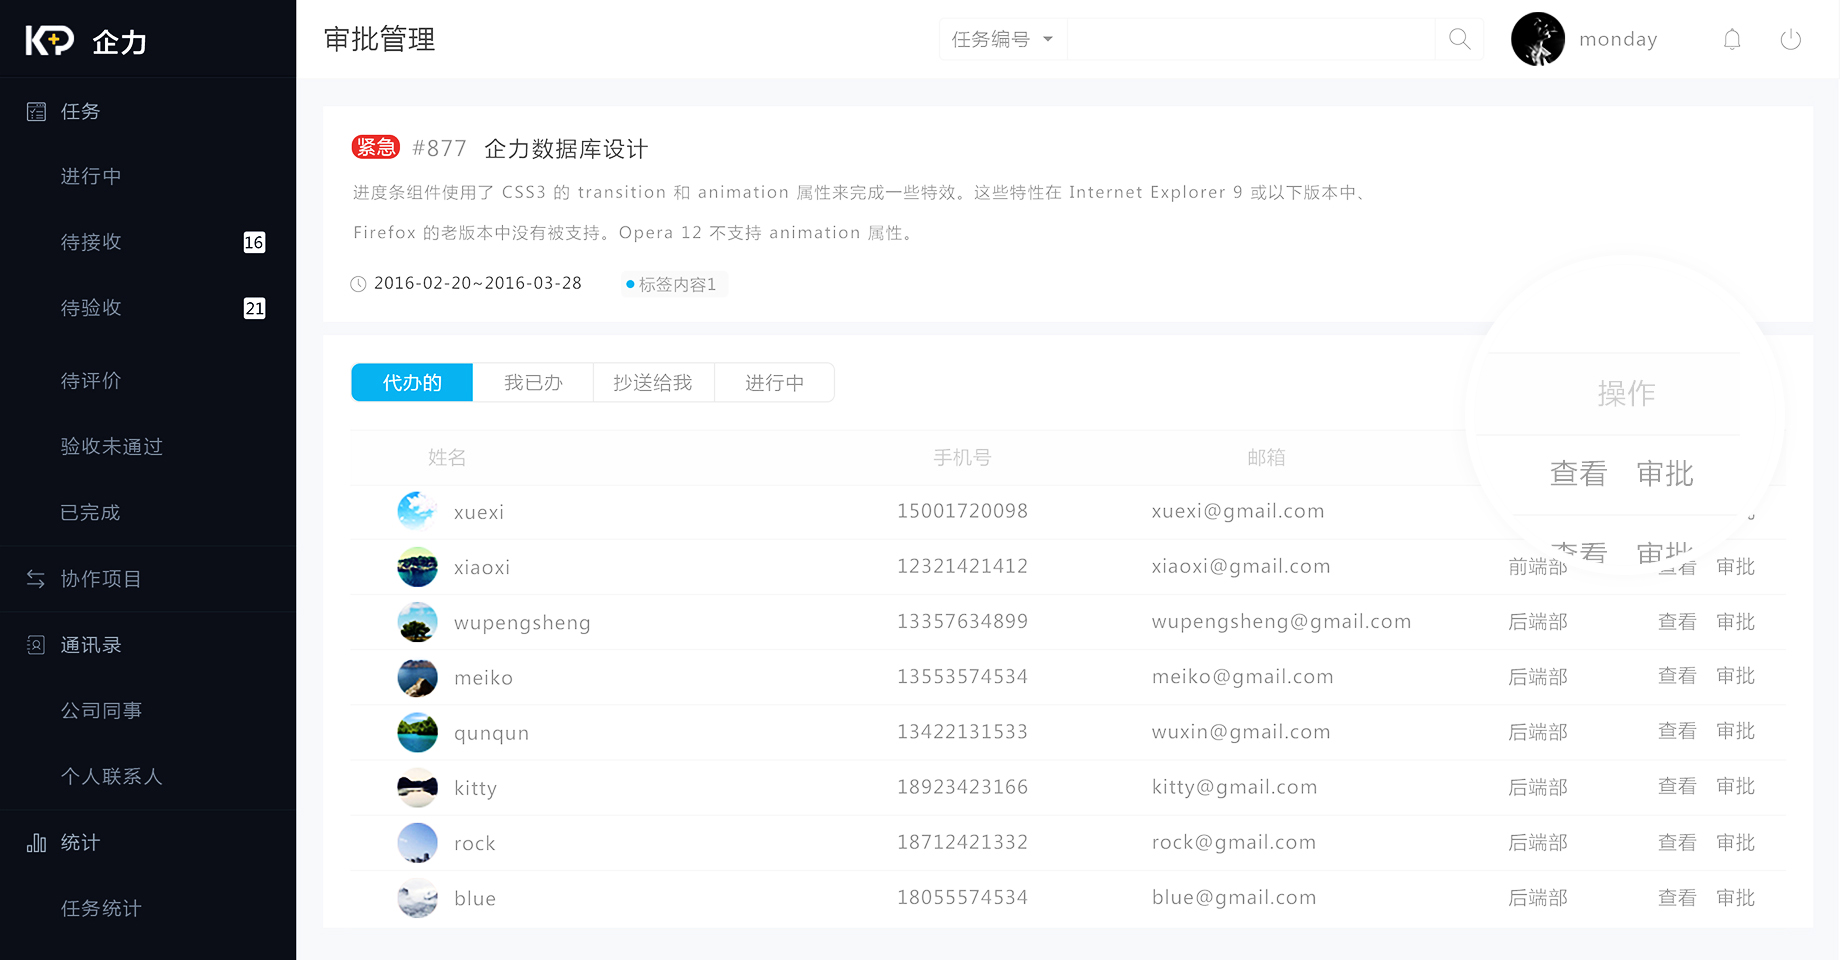 KP 企力
审批管理
任务编号
monday
任务
进行中
待接收 16
待验收 21
待评价
验收未通过
已完成
协作项目
通讯录
公司同事
个人联系人
统计
任务统计
紧急 #877 企力数据库设计
进度条组件使用了 CSS3 的 transition 和 animation 属性来完成一些特效。这些特性在 Internet Explorer 9 或以下版本中、
Firefox 的老版本中没有被支持。Opera 12 不支持 animation 属性。
2016-02-20~2016-03-28 标签内容1
代办的 我已办 抄送给我 进行中
姓名 手机号 邮箱 操作
xuexi 15001720098 xuexi@gmail.com 查看 审批
xiaoxi 12321421412 xiaoxi@gmail.com 前端部 查看 审批
查看 审批
wupengsheng 13357634899 wupengsheng@gmail.com 后端部 查看 审批
meiko 13553574534 meiko@gmail.com 后端部 查看 审批
qunqun 13422131533 wuxin@gmail.com 后端部 查看 审批
kitty 18923423166 kitty@gmail.com 后端部 查看 审批
rock 18712421332 rock@gmail.com 后端部 查看 审批
blue 18055574534 blue@gmail.com 后端部 查看 审批